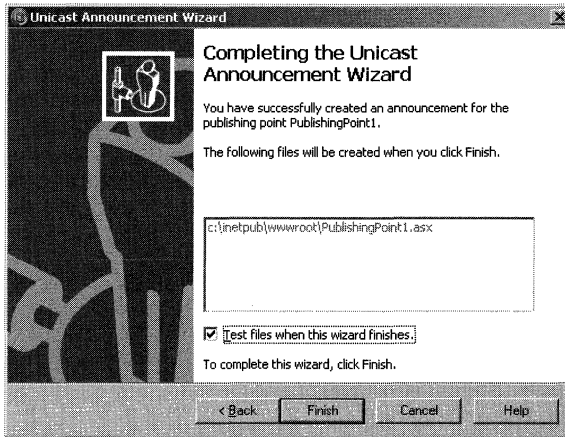 Unicast Announcement Wizard
Completing the Unicast
Announcement Wizard
You have successfully created an announcement for the
publishing point PublishingPoint1.
The following files will be created when you click Finish.
c:\inetpub\wwwroot\PublishingPoint1.asx
Test files when this wizard finishes.
To complete this wizard, click Finish.
< Back Finish Cancel Help